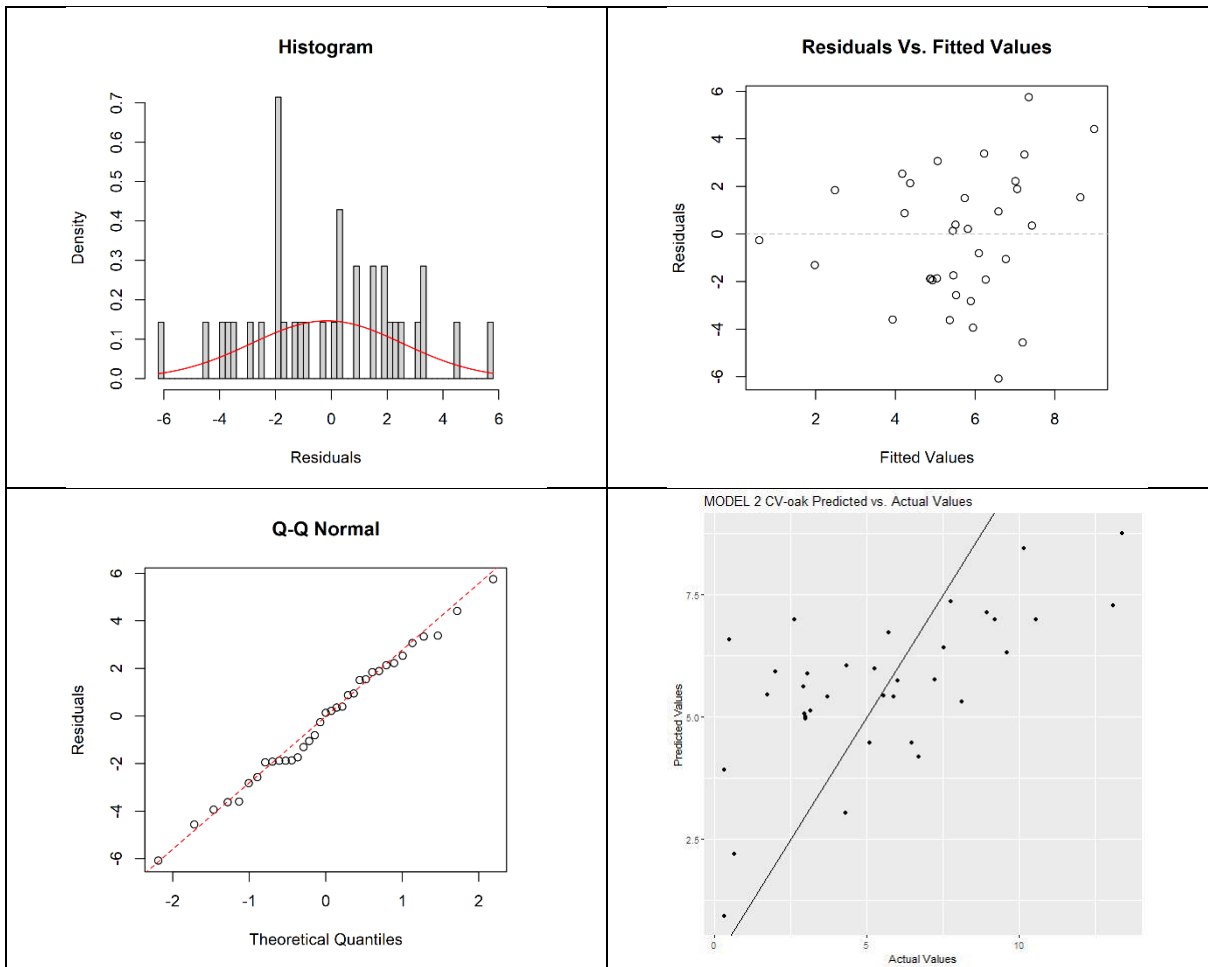 Histogram
Density
0.0 0.1 0.2 0.3 0.4 0.5 0.6 0.7
-6 -4 -2 0 2 4 6
Residuals
Residuals Vs. Fitted Values
Residuals
6
4
2
0
-2
-4
-6
2 4 6 8
Fitted Values
Q-Q Normal
Residuals
6
4
2
0
-2
-4
-6
-2 -1 0 1 2
Theoretical Quantiles
MODEL 2 CV-oak Predicted vs. Actual Values
Predicted Values
7.5
5.0
2.5
0 5 10
Actual Values